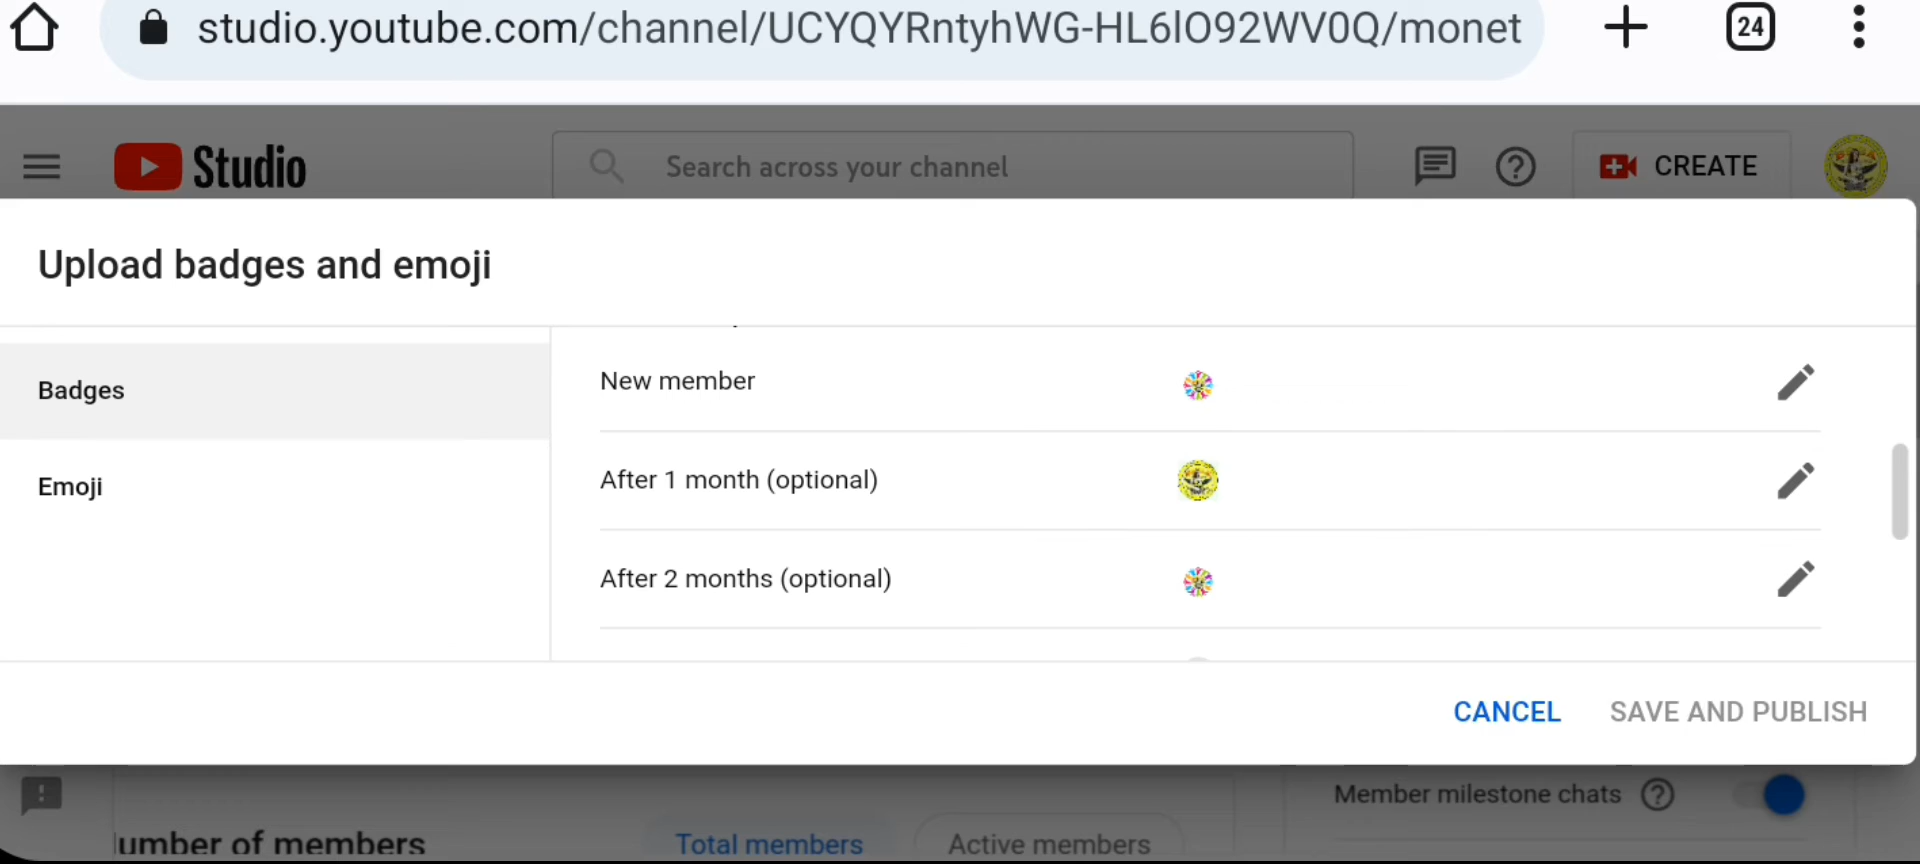 studio.youtube.com/channel/UCYQYRntyhWG-HL6lO92WV0Q/monet
24
Studio
Search across your channel
CREATE
Upload badges and emoji
Badges
Emoji
New member
After 1 month (optional)
After 2 months (optional)
CANCEL
SAVE AND PUBLISH
Member milestone chats
umber of members
Total members
Active members